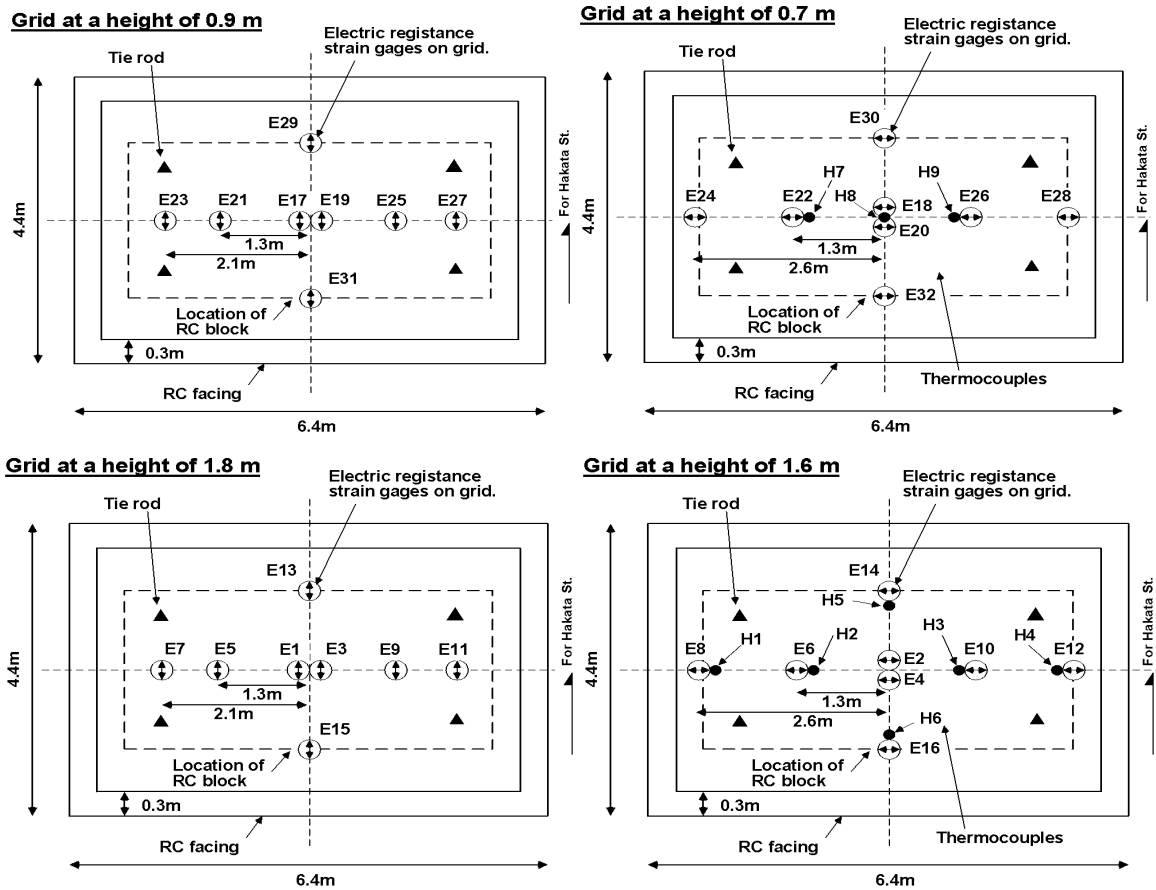 Grid at a height of 0.9 m
Electric registance
strain gages on grid.
Tie rod
E29
E23
E21
E17
E19
E25
E27
1.3m
2.1m
E31
Location of
RC block
0.3m
RC facing
4.4m
6.4m
For Hakata St.
Grid at a height of 0.7 m
Electric registance
strain gages on grid.
Tie rod
E30
H7
H9
E24
E22
H8
E18
E26
E28
E20
1.3m
2.6m
E32
Location of
RC block
0.3m
RC facing
Thermocouples
4.4m
6.4m
For Hakata St.
Grid at a height of 1.8 m
Electric registance
strain gages on grid.
Tie rod
E13
E7
E5
E1
E3
E9
E11
1.3m
2.1m
E15
Location of
RC block
0.3m
RC facing
4.4m
6.4m
For Hakata St.
Grid at a height of 1.6 m
Electric registance
strain gages on grid.
Tie rod
E14
H5
H1
H2
H3
H4
E8
E6
E2
E10
E12
E4
1.3m
2.6m
H6
E16
Location of
RC block
0.3m
RC facing
Thermocouples
4.4m
6.4m
For Hakata St.